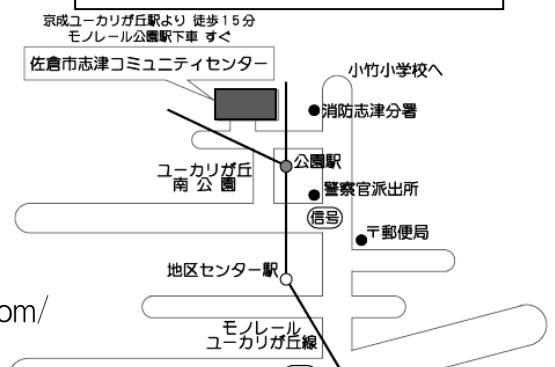 京成ユーカリが丘駅より 徒歩15分
モノレール公園駅下車 すぐ
佐倉市志津コミュニティセンター
小竹小学校へ
消防志津分署
公園駅
ユーカリが丘
南公園
警察官派出所
信号
〒郵便局
地区センター駅
om/
モノレール
ユーカリが丘線